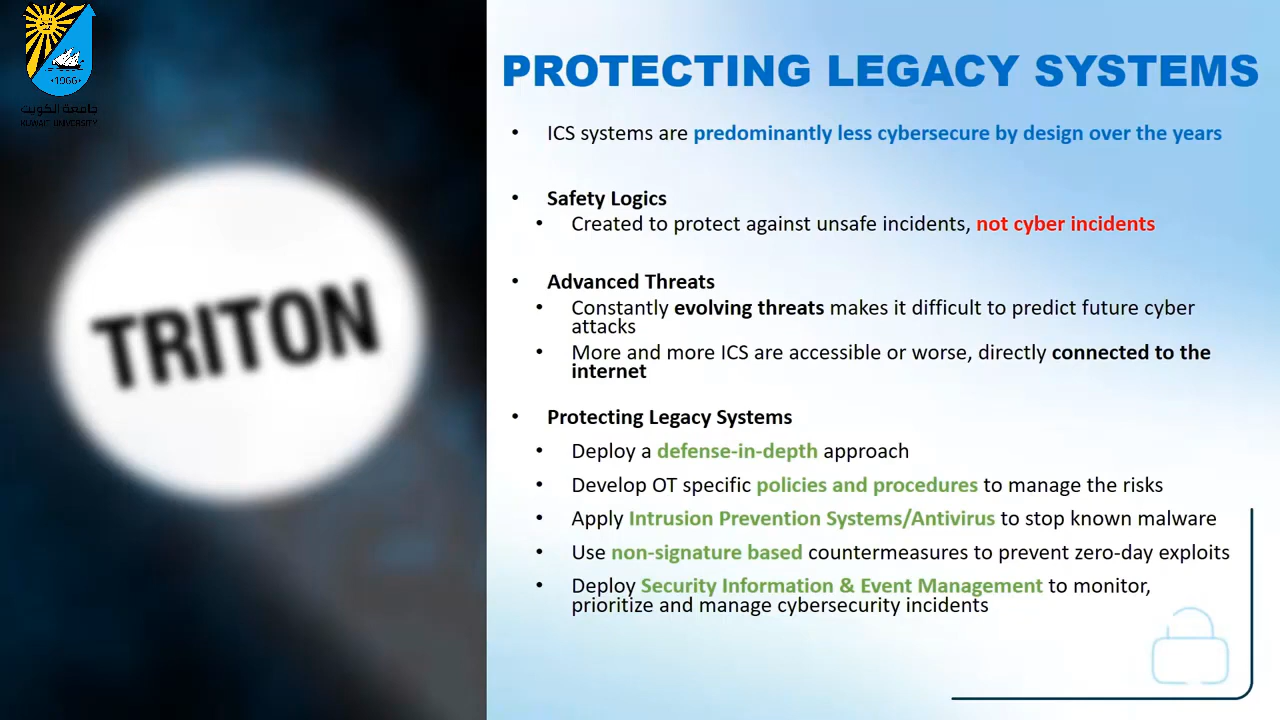 1966
جامعة الكويت
KUWAIT UNIVERSITY
TRITON
PROTECTING LEGACY SYSTEMS
• ICS systems are predominantly less cybersecure by design over the years
• Safety Logics
• Created to protect against unsafe incidents, not cyber incidents
• Advanced Threats
• Constantly evolving threats makes it difficult to predict future cyber
attacks
• More and more ICS are accessible or worse, directly connected to the
internet
• Protecting Legacy Systems
• Deploy a defense-in-depth approach
• Develop OT specific policies and procedures to manage the risks
• Apply Intrusion Prevention Systems/Antivirus to stop known malware
• Use non-signature based countermeasures to prevent zero-day exploits
• Deploy Security Information & Event Management to monitor,
prioritize and manage cybersecurity incidents